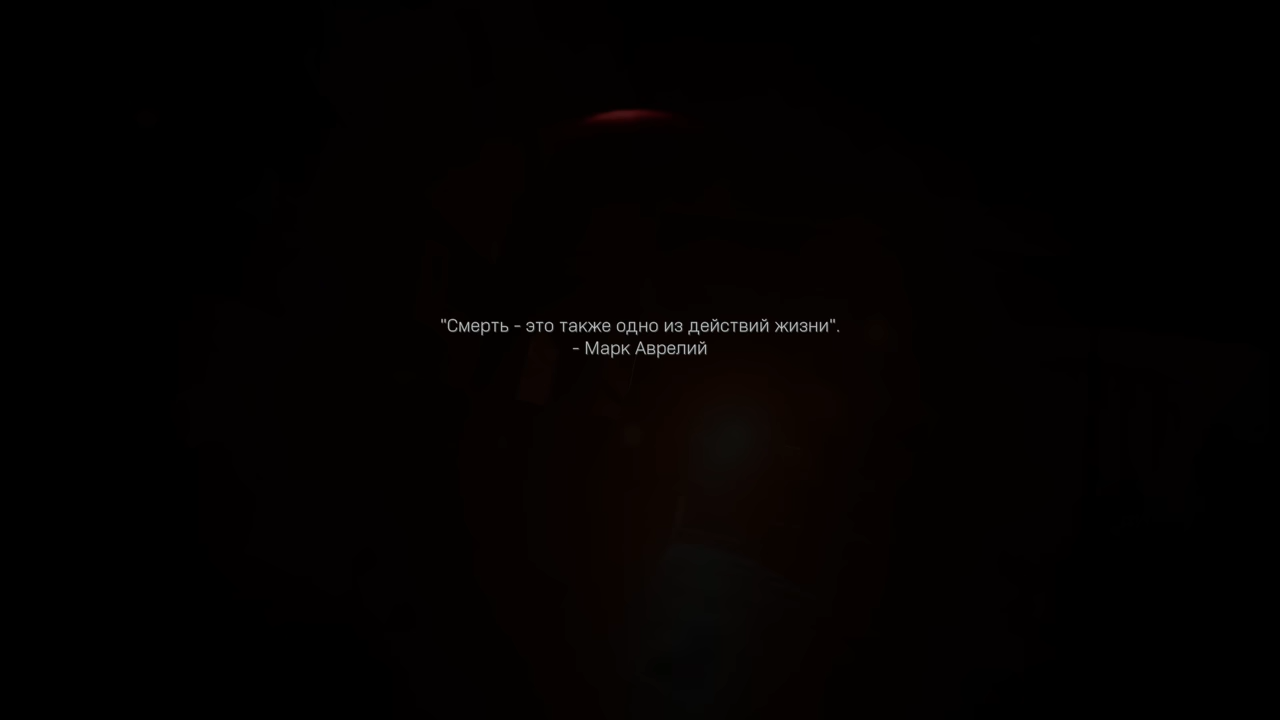 "Смерть - это также одно из действий жизни".
- Марк Аврелий